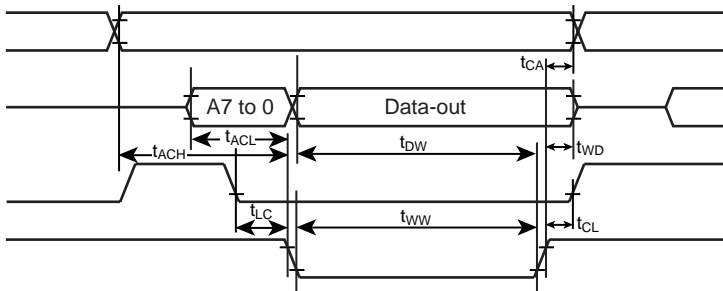 tCA
A7 to 0
Data-out
tACL
tACH
tDW
tWD
tLC
tWW
tCL